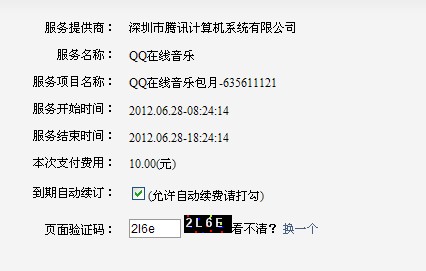 服务提供商： 深圳市腾讯计算机系统有限公司
服务名称： QQ在线音乐
服务项目名称： QQ在线音乐包月-635611121
服务开始时间： 2012.06.28-08:24:14
服务结束时间： 2012.06.28-18:24:14
本次支付费用： 10.00(元)
到期自动续订： (允许自动续费请打勾)
页面验证码： 2l6e 2L6E 看不清？ 换一个